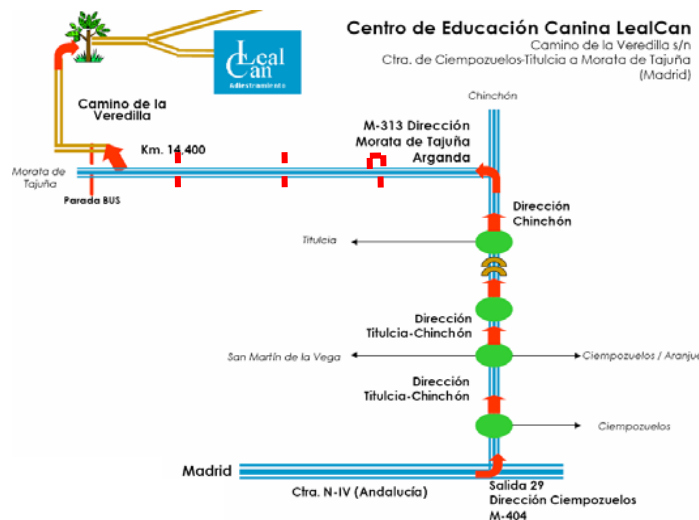 Centro de Educación Canina LealCan
Camino de la Veredilla s/n
Ctra. de Ciempozuelos-Titulcia a Morata de Tajuña
(Madrid)
Leal
Can
Adiestramiento
Chinchón
Camino de la
Veredilla
M-313 Dirección
Morata de Tajuña
Arganda
Km. 14,400
Morata de
Tajuña
Parada BUS
Dirección
Chinchón
Titulcia
Dirección
Titulcia-Chinchón
San Martín de la Vega
Ciempozuelos / Aranjue
Dirección
Titulcia-Chinchón
Ciempozuelos
Madrid
Ctra. N-IV (Andalucía)
Salida 29
Dirección Ciempozuelos
M-404